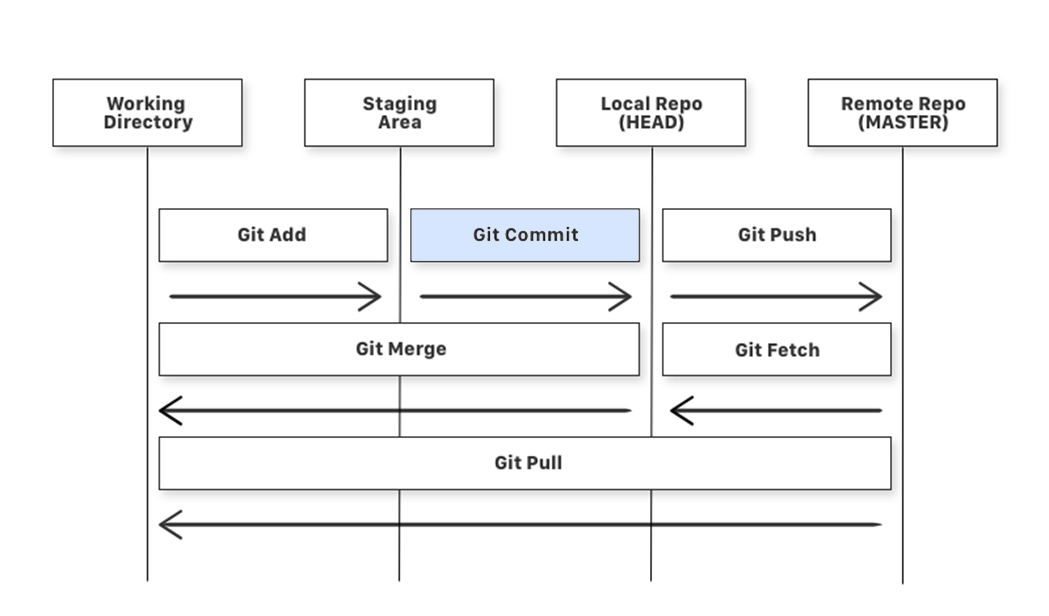 Working
Directory
Staging
Area
Local Repo
(HEAD)
Remote Repo
(MASTER)
Git Add
Git Commit
Git Push
Git Merge
Git Fetch
Git Pull